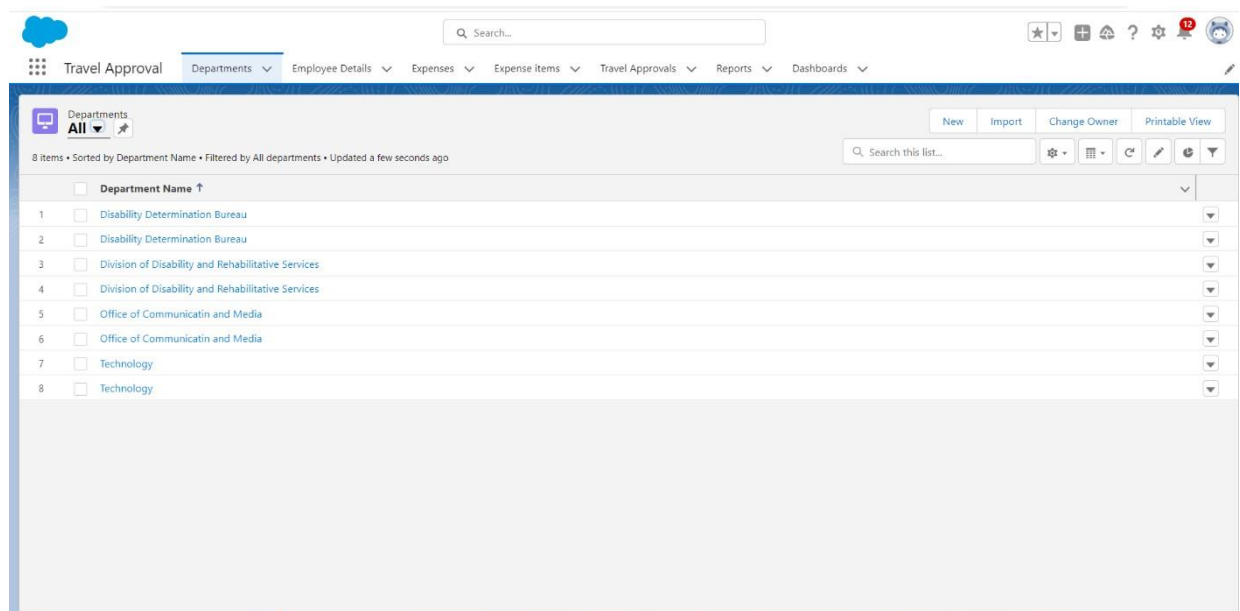 Search...
12
Travel Approval Departments Employee Details Expenses Expense items Travel Approvals Reports Dashboards
Departments
All
New Import Change Owner Printable View
8 items • Sorted by Department Name • Filtered by All departments • Updated a few seconds ago
Search this list...
Department Name ↑
1 Disability Determination Bureau
2 Disability Determination Bureau
3 Division of Disability and Rehabilitative Services
4 Division of Disability and Rehabilitative Services
5 Office of Communicatin and Media
6 Office of Communicatin and Media
7 Technology
8 Technology